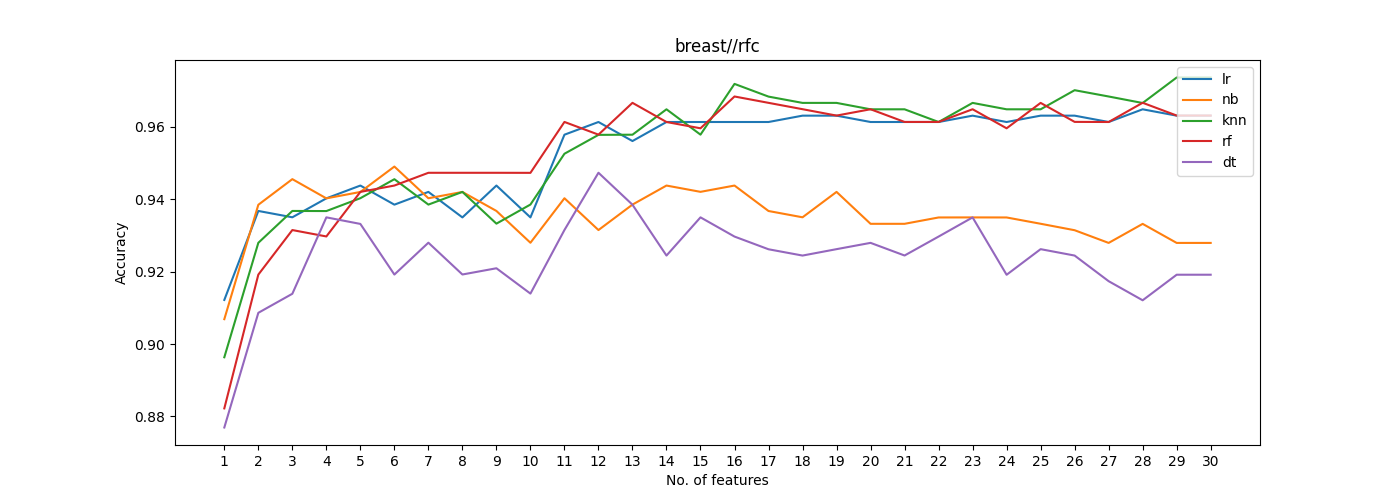 breast//rfc
lr
nb
knn
rf
dt
Accuracy
0.96
0.94
0.92
0.90
0.88
1 2 3 4 5 6 7 8 9 10 11 12 13 14 15 16 17 18 19 20 21 22 23 24 25 26 27 28 29 30
No. of features